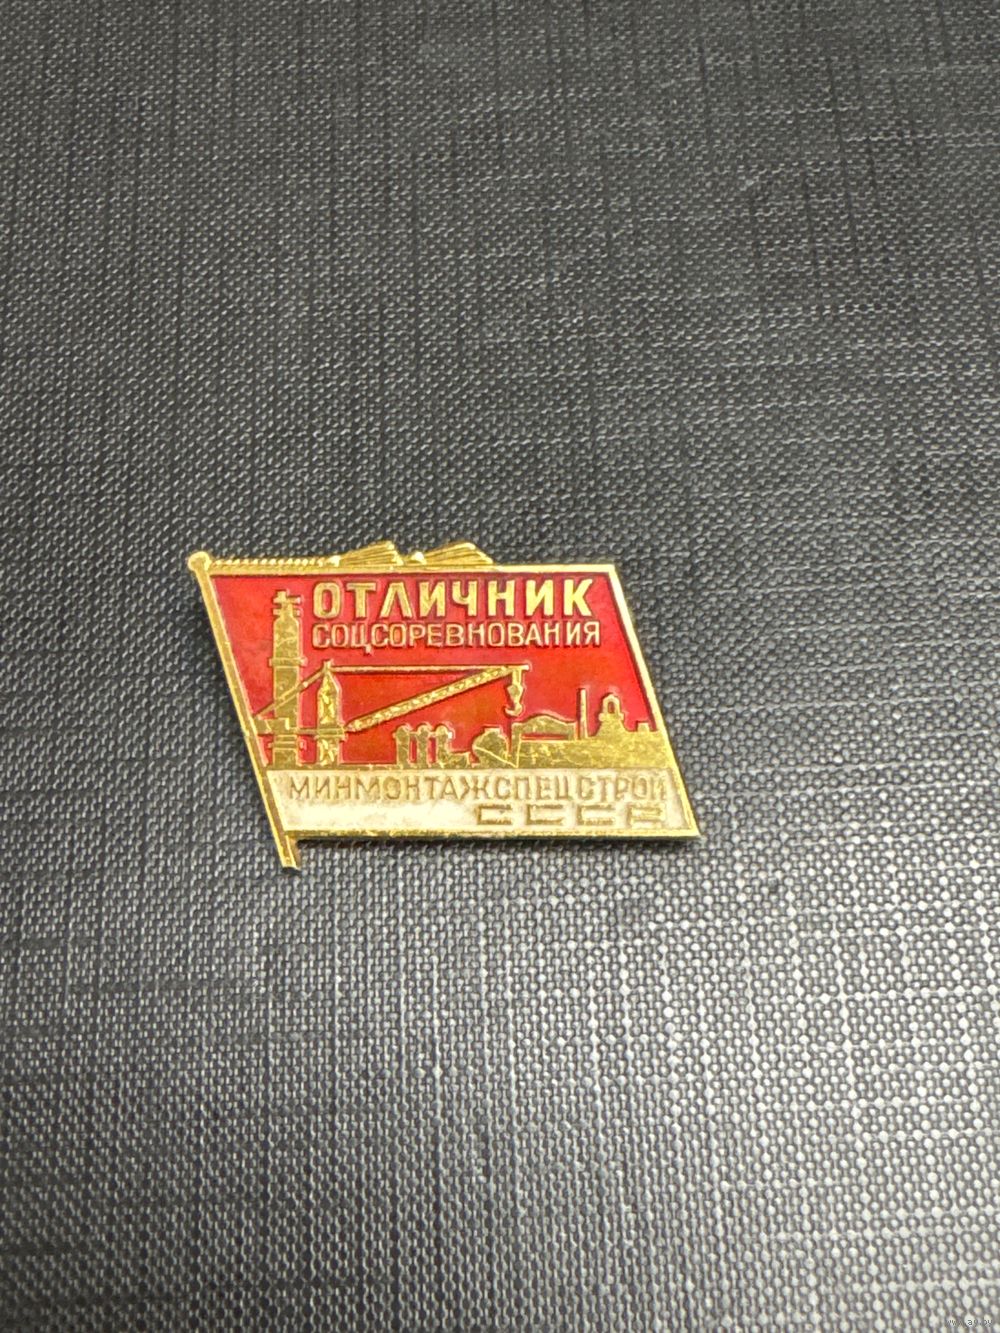 ОТЛИЧНИК
СОЦСОРЕВНОВАНИЯ
МИНМОНТАЖСПЕЦСТРОЙ
СССР